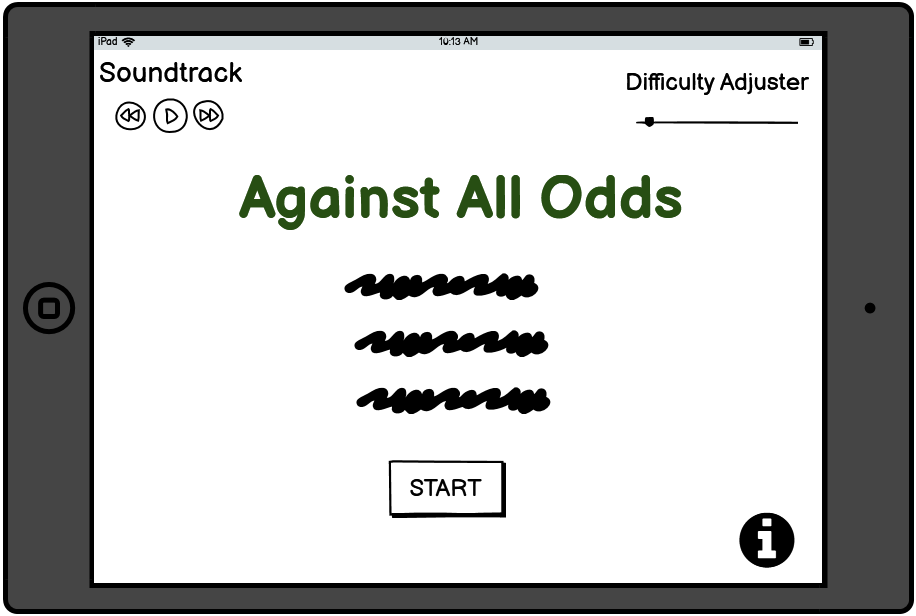 iPad 10:13 AM
Soundtrack
Difficulty Adjuster
Against All Odds
START
i